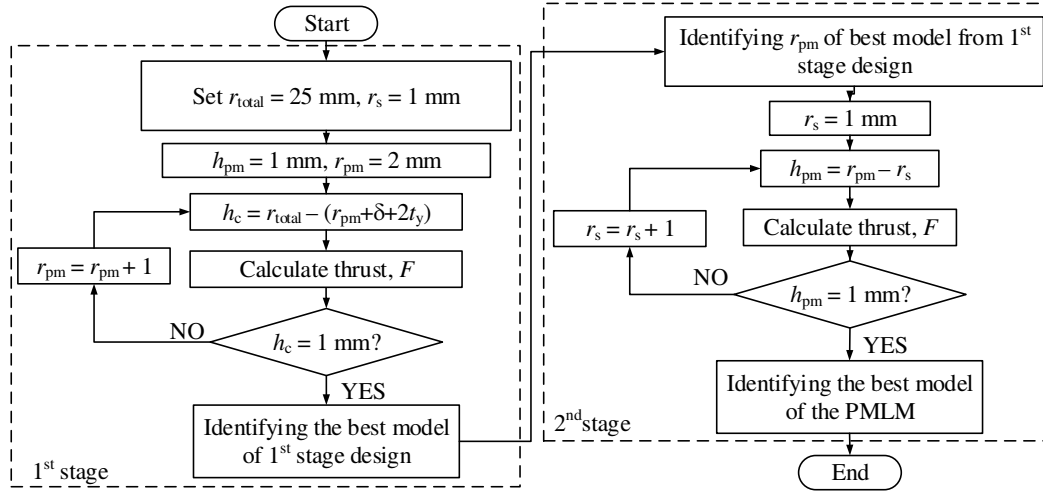 Start
Set r_total = 25 mm, r_s = 1 mm
h_pm = 1 mm, r_pm = 2 mm
h_c = r_total – (r_pm+δ+2t_y)
r_pm = r_pm + 1
Calculate thrust, F
NO
h_c = 1 mm?
YES
Identifying the best model
of 1st stage design
1st stage
Identifying r_pm of best model from 1st
stage design
r_s = 1 mm
h_pm = r_pm – r_s
r_s = r_s + 1
Calculate thrust, F
NO
h_pm = 1 mm?
YES
Identifying the best model
of the PMLM
2nd stage
End